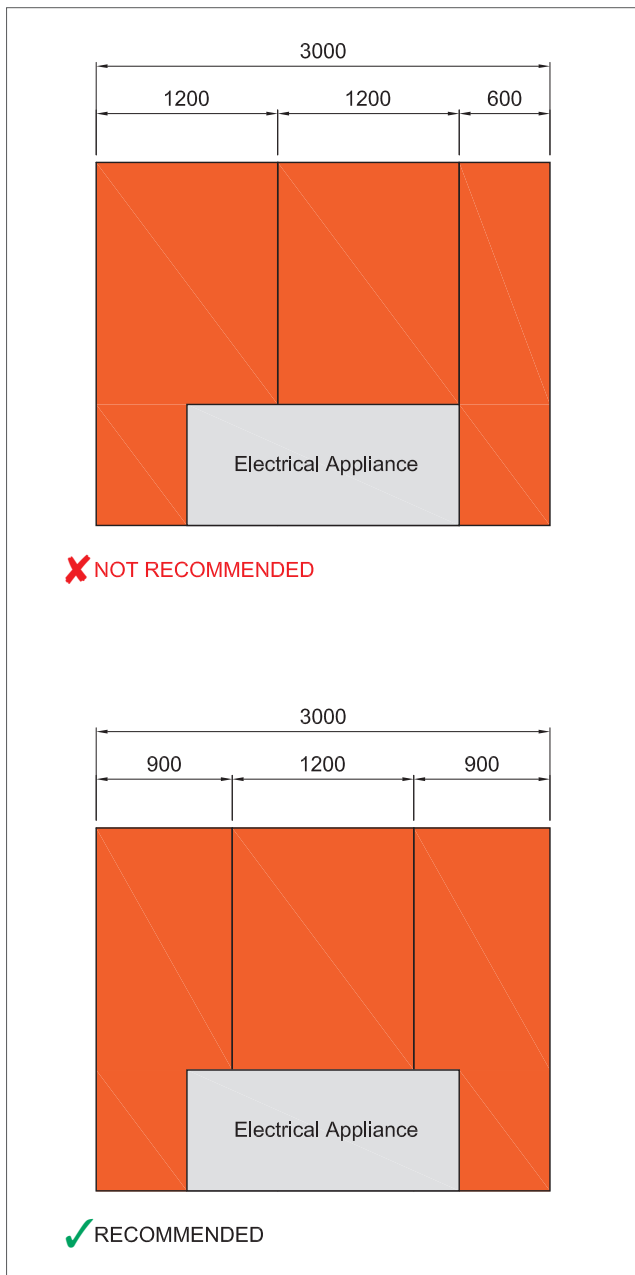 3000
1200 1200 600
Electrical Appliance
✘ NOT RECOMMENDED
3000
900 1200 900
Electrical Appliance
✓ RECOMMENDED